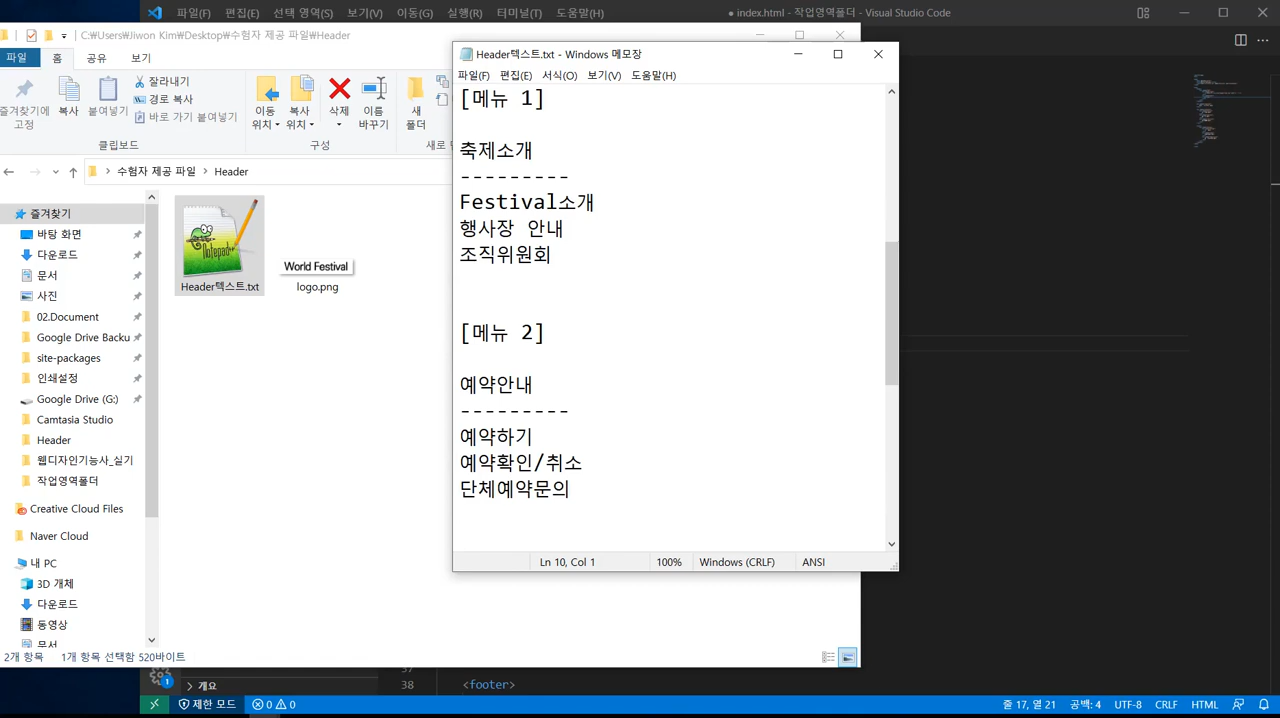 파일(F) 편집(E) 선택 영역(S) 보기(V) 이동(G) 실행(R) 터미널(T) 도움말(H) ● index.html - 작업영역폴더 - Visual Studio Code
C:₩Users₩Jiwon Kim₩Desktop₩수험자 제공 파일₩Header
파일 홈 공유 보기
즐겨찾기에 고정
복사
붙여넣기
잘라내기
경로 복사
바로 가기 붙여넣기
이동 위치
복사 위치
삭제
이름 바꾸기
새 폴더
클립보드
구성
새로
수험자 제공 파일 > Header
즐겨찾기
바탕 화면
다운로드
문서
사진
02.Document
Google Drive Backu
site-packages
인쇄설정
Google Drive (G:)
Camtasia Studio
Header
웹디자인기능사_실기
작업영역폴더
Creative Cloud Files
Naver Cloud
내 PC
3D 개체
다운로드
동영상
Notepad++
Header텍스트.txt
World Festival
logo.png
2개 항목 1개 항목 선택함 520바이트
Header텍스트.txt - Windows 메모장
파일(F) 편집(E) 서식(O) 보기(V) 도움말(H)
[메뉴 1]
축제소개
---------
Festival소개
행사장 안내
조직위원회
[메뉴 2]
예약안내
---------
예약하기
예약확인/취소
단체예약문의
Ln 10, Col 1 100% Windows (CRLF) ANSI
1
> 개요
38 <footer>
제한 모드 0 0 줄 17, 열 21 공백: 4 UTF-8 CRLF HTML